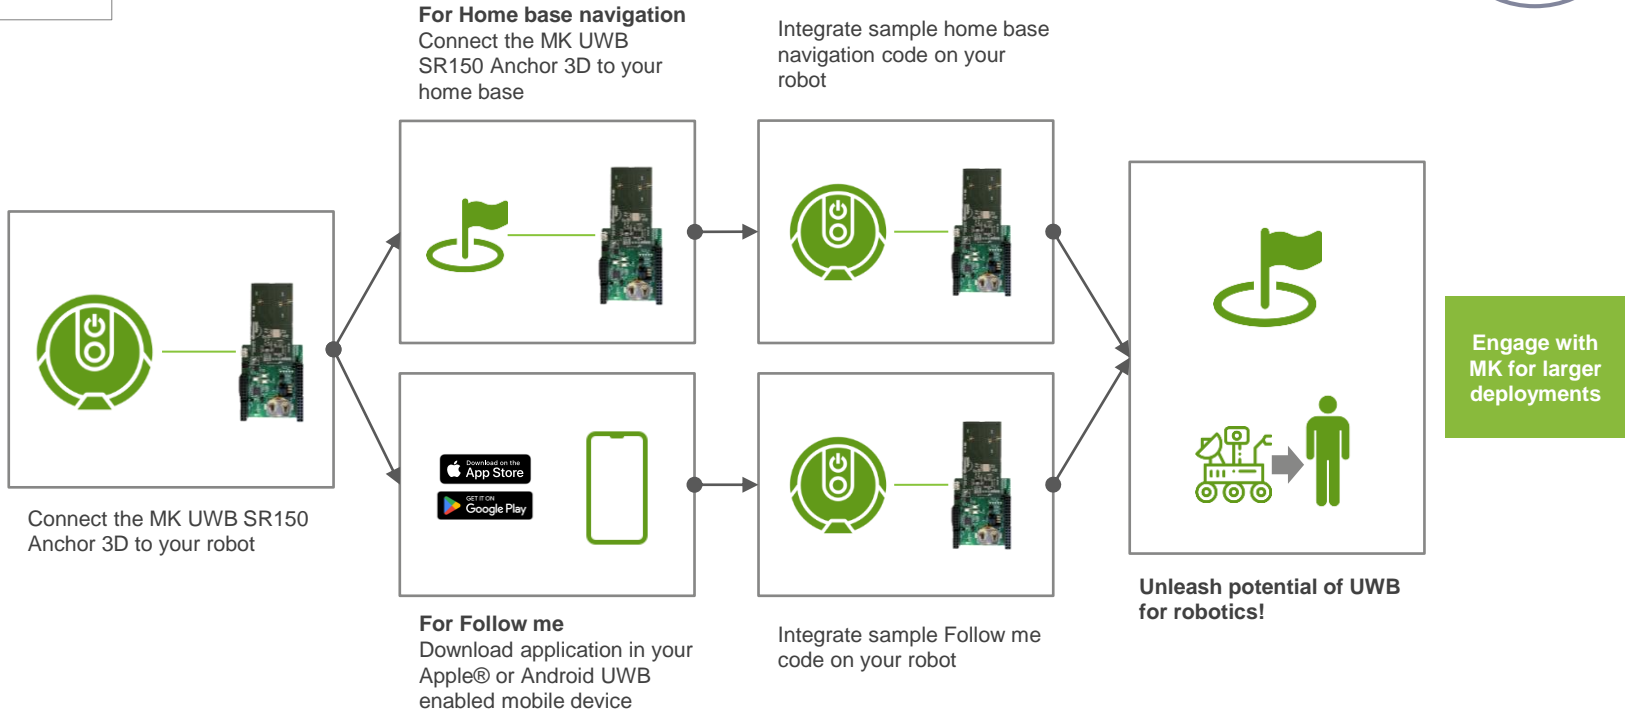 For Home base navigation
Connect the MK UWB
SR150 Anchor 3D to your
home base
Integrate sample home base
navigation code on your
robot
Connect the MK UWB SR150
Anchor 3D to your robot
Download on the
App Store
GET IT ON
Google Play
For Follow me
Download application in your
Apple® or Android UWB
enabled mobile device
Integrate sample Follow me
code on your robot
Unleash potential of UWB
for robotics!
Engage with
MK for larger
deployments